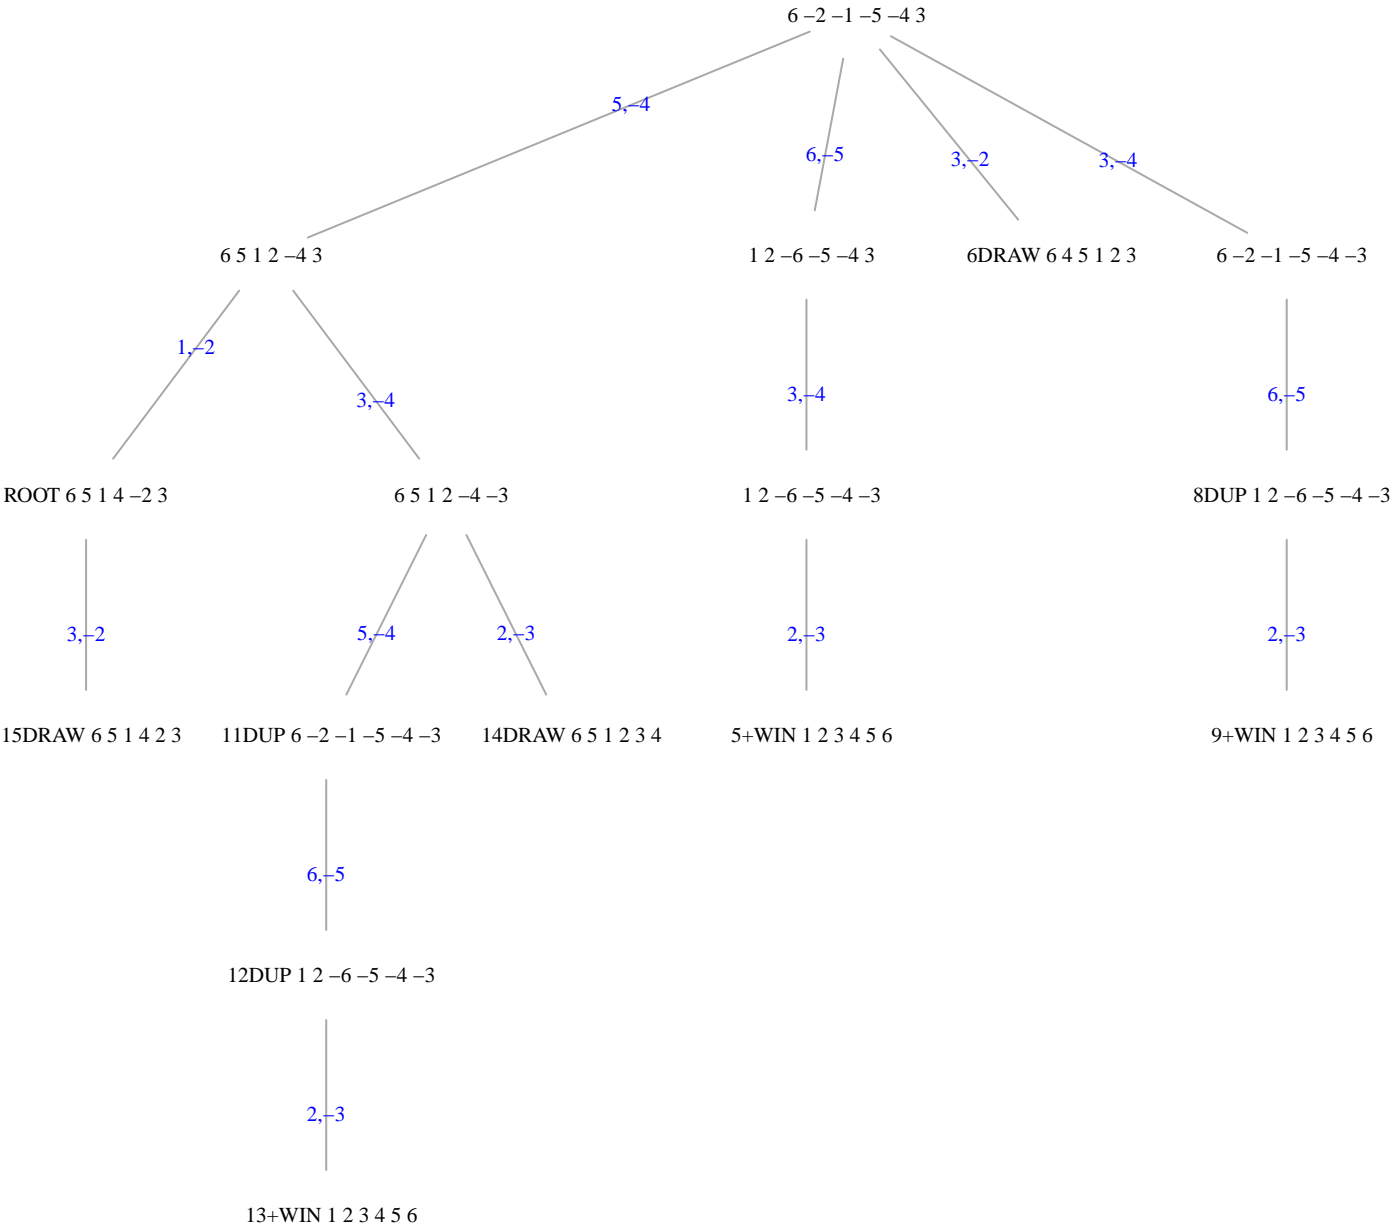 6 –2 –1 –5 –4 3
5,–4
6,–5
3,–2
3,–4
6 5 1 2 –4 3
1 2 –6 –5 –4 3
6DRAW 6 4 5 1 2 3
6 –2 –1 –5 –4 –3
1,–2
3,–4
3,–4
6,–5
ROOT 6 5 1 4 –2 3
6 5 1 2 –4 –3
1 2 –6 –5 –4 –3
8DUP 1 2 –6 –5 –4 –3
3,–2
5,–4
2,–3
2,–3
2,–3
15DRAW 6 5 1 4 2 3
11DUP 6 –2 –1 –5 –4 –3
14DRAW 6 5 1 2 3 4
5+WIN 1 2 3 4 5 6
9+WIN 1 2 3 4 5 6
6,–5
12DUP 1 2 –6 –5 –4 –3
2,–3
13+WIN 1 2 3 4 5 6